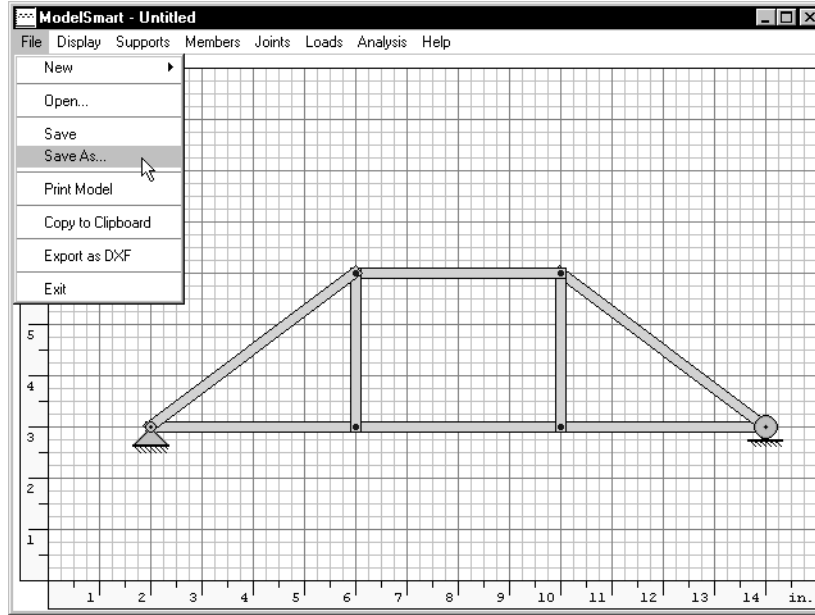 ModelSmart - Untitled
File Display Supports Members Joints Loads Analysis Help
New
Open...
Save
Save As...
Print Model
Copy to Clipboard
Export as DXF
Exit
5
4
3
2
1
1 2 3 4 5 6 7 8 9 10 11 12 13 14 in.